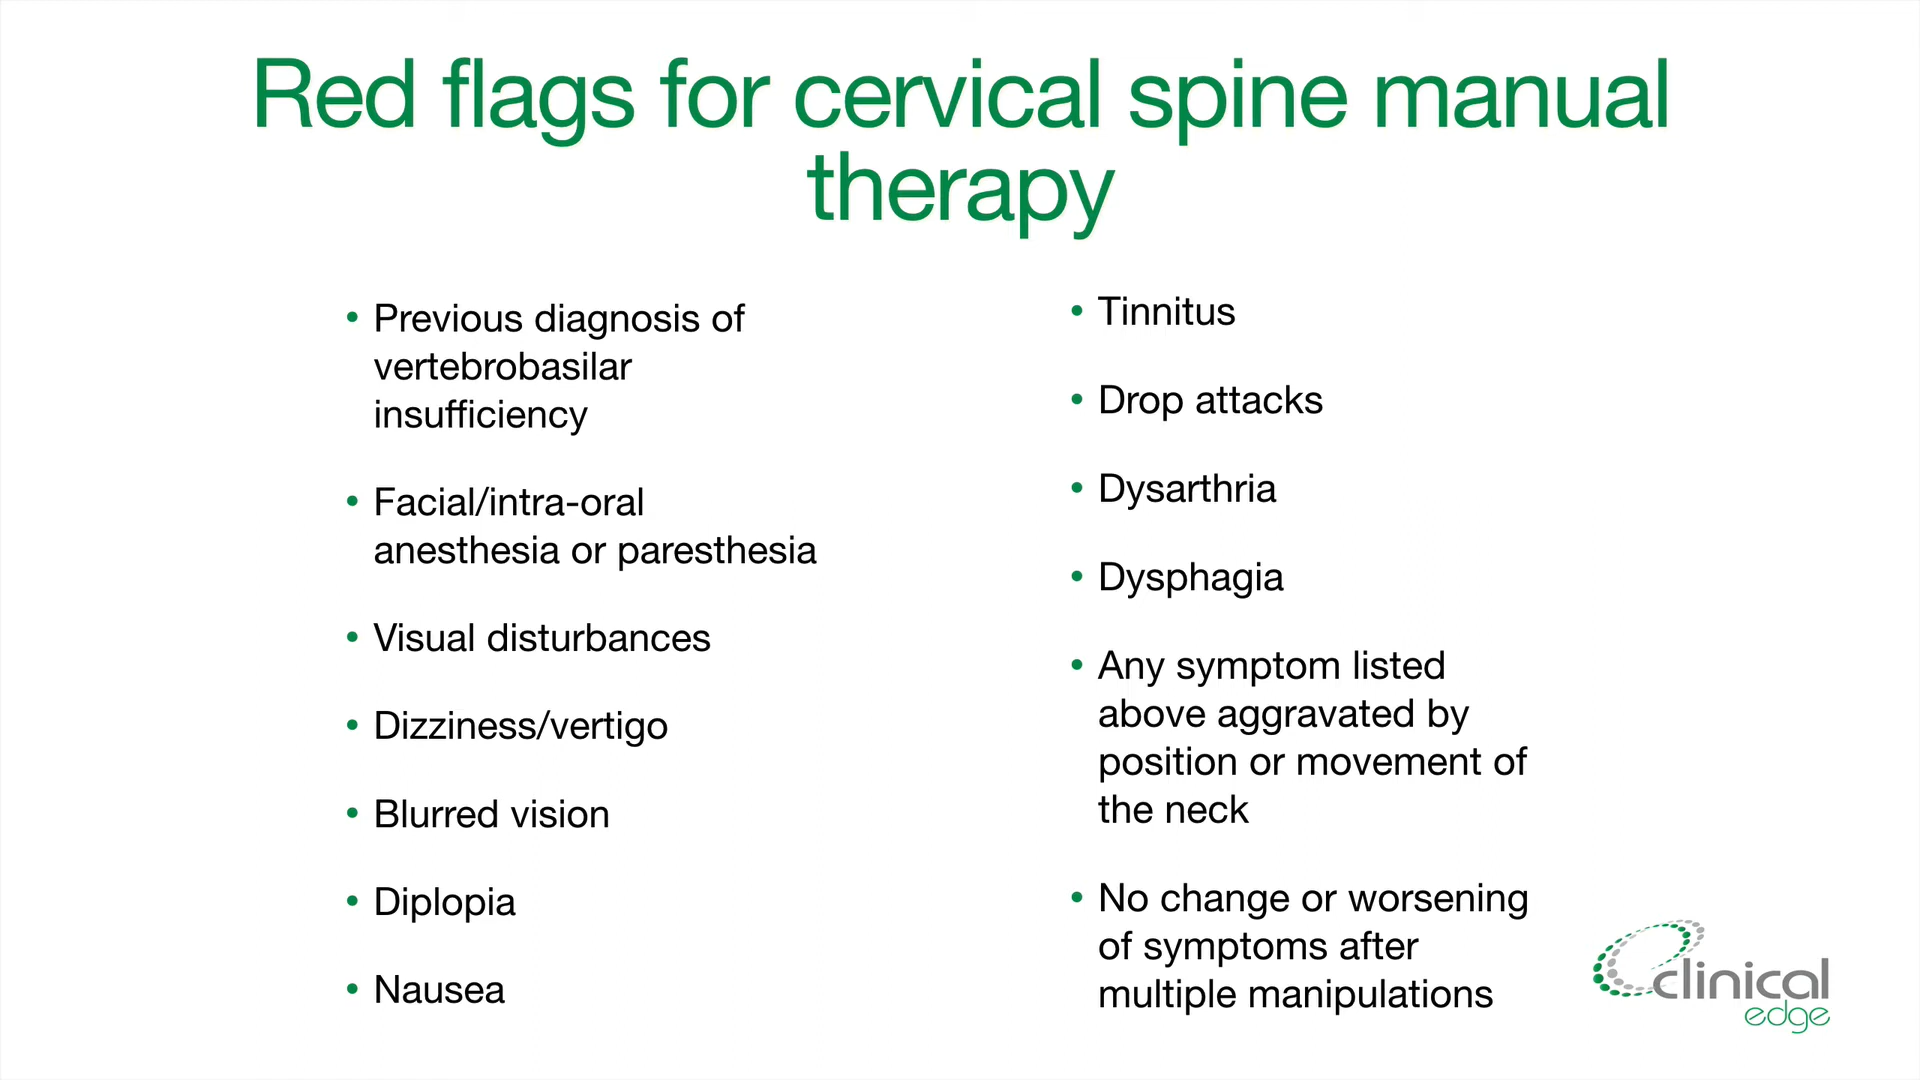 Red flags for cervical spine manual
therapy
• Previous diagnosis of
vertebrobasilar
insufficiency
• Facial/intra-oral
anesthesia or paresthesia
• Visual disturbances
• Dizziness/vertigo
• Blurred vision
• Diplopia
• Nausea
• Tinnitus
• Drop attacks
• Dysarthria
• Dysphagia
• Any symptom listed
above aggravated by
position or movement of
the neck
• No change or worsening
of symptoms after
multiple manipulations
clinical
edge